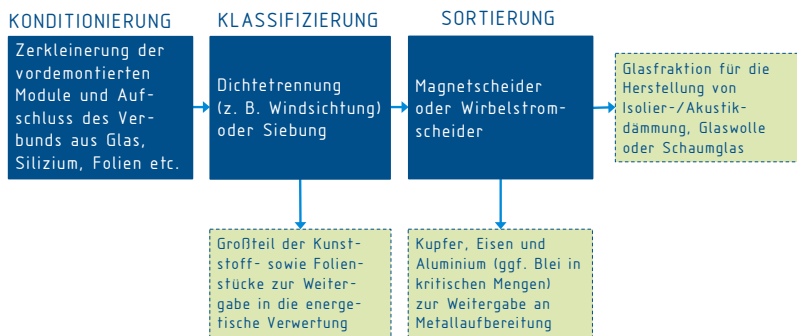 KONDITIONIERUNG
Zerkleinerung der
vordemontierten
Module und Auf-
schluss des Ver-
bunds aus Glas,
Silizium, Folien etc.
KLASSIFIZIERUNG
Dichtetrennung
(z. B. Windsichtung)
oder Siebung
SORTIERUNG
Magnetscheider
oder Wirbelstrom-
scheider
Glasfraktion für die
Herstellung von
Isolier-/Akustik-
dämmung, Glaswolle
oder Schaumglas
Großteil der Kunst-
stoff- sowie Folien-
stücke zur Weiter-
gabe in die energe-
tische Verwertung
Kupfer, Eisen und
Aluminium (ggf. Blei in
kritischen Mengen)
zur Weitergabe an
Metallaufbereitung